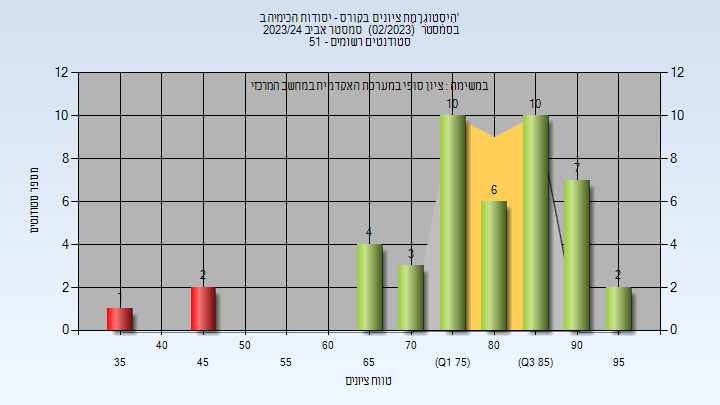 הִיסְטוֹגְרָמַת ציונים בקורס - יסודות הכימיה ב'
בסמסטר (02/2023) סמסטר אביב 2023/24
סטודנטים רשומים - 51
במשימה : ציון סופי במערכת האקדמית במחשב המרכזי
12 12
10 10
8 8
6 6
4 4
2 2
0 0
1 2 4 3 10 6 10 7 2
מספר סטודנטים
40 50 60 70 80 90
35 45 55 65 (Q1 75) (Q3 85) 95
טווח ציונים